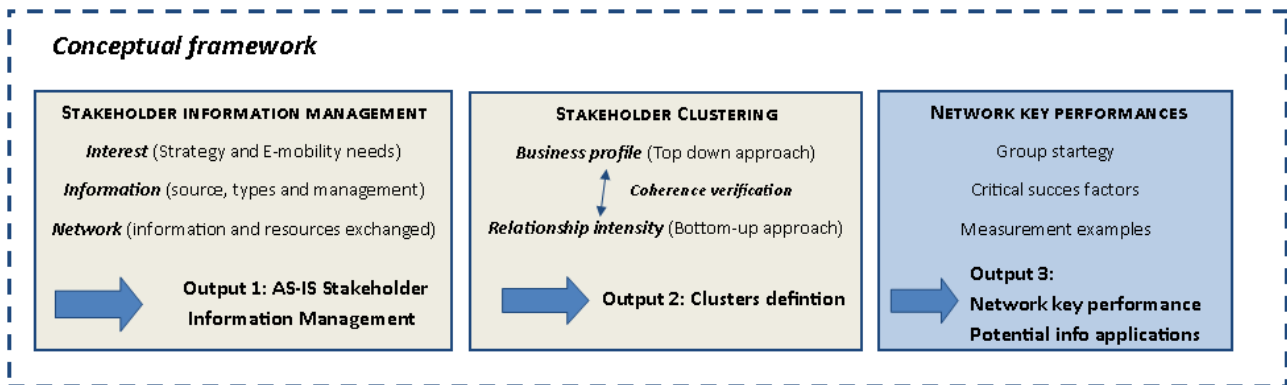 Conceptual framework
STAKEHOLDER INFORMATION MANAGEMENT
Interest (Strategy and E-mobility needs)
Information (source, types and management)
Network (information and resources exchanged)
Output 1: AS-IS Stakeholder
Information Management
STAKEHOLDER CLUSTERING
Business profile (Top down approach)
Coherence verification
Relationship intensity (Bottom-up approach)
Output 2: Clusters defintion
NETWORK KEY PERFORMANCES
Group startegy
Critical succes factors
Measurement examples
Output 3:
Network key performance
Potential info applications